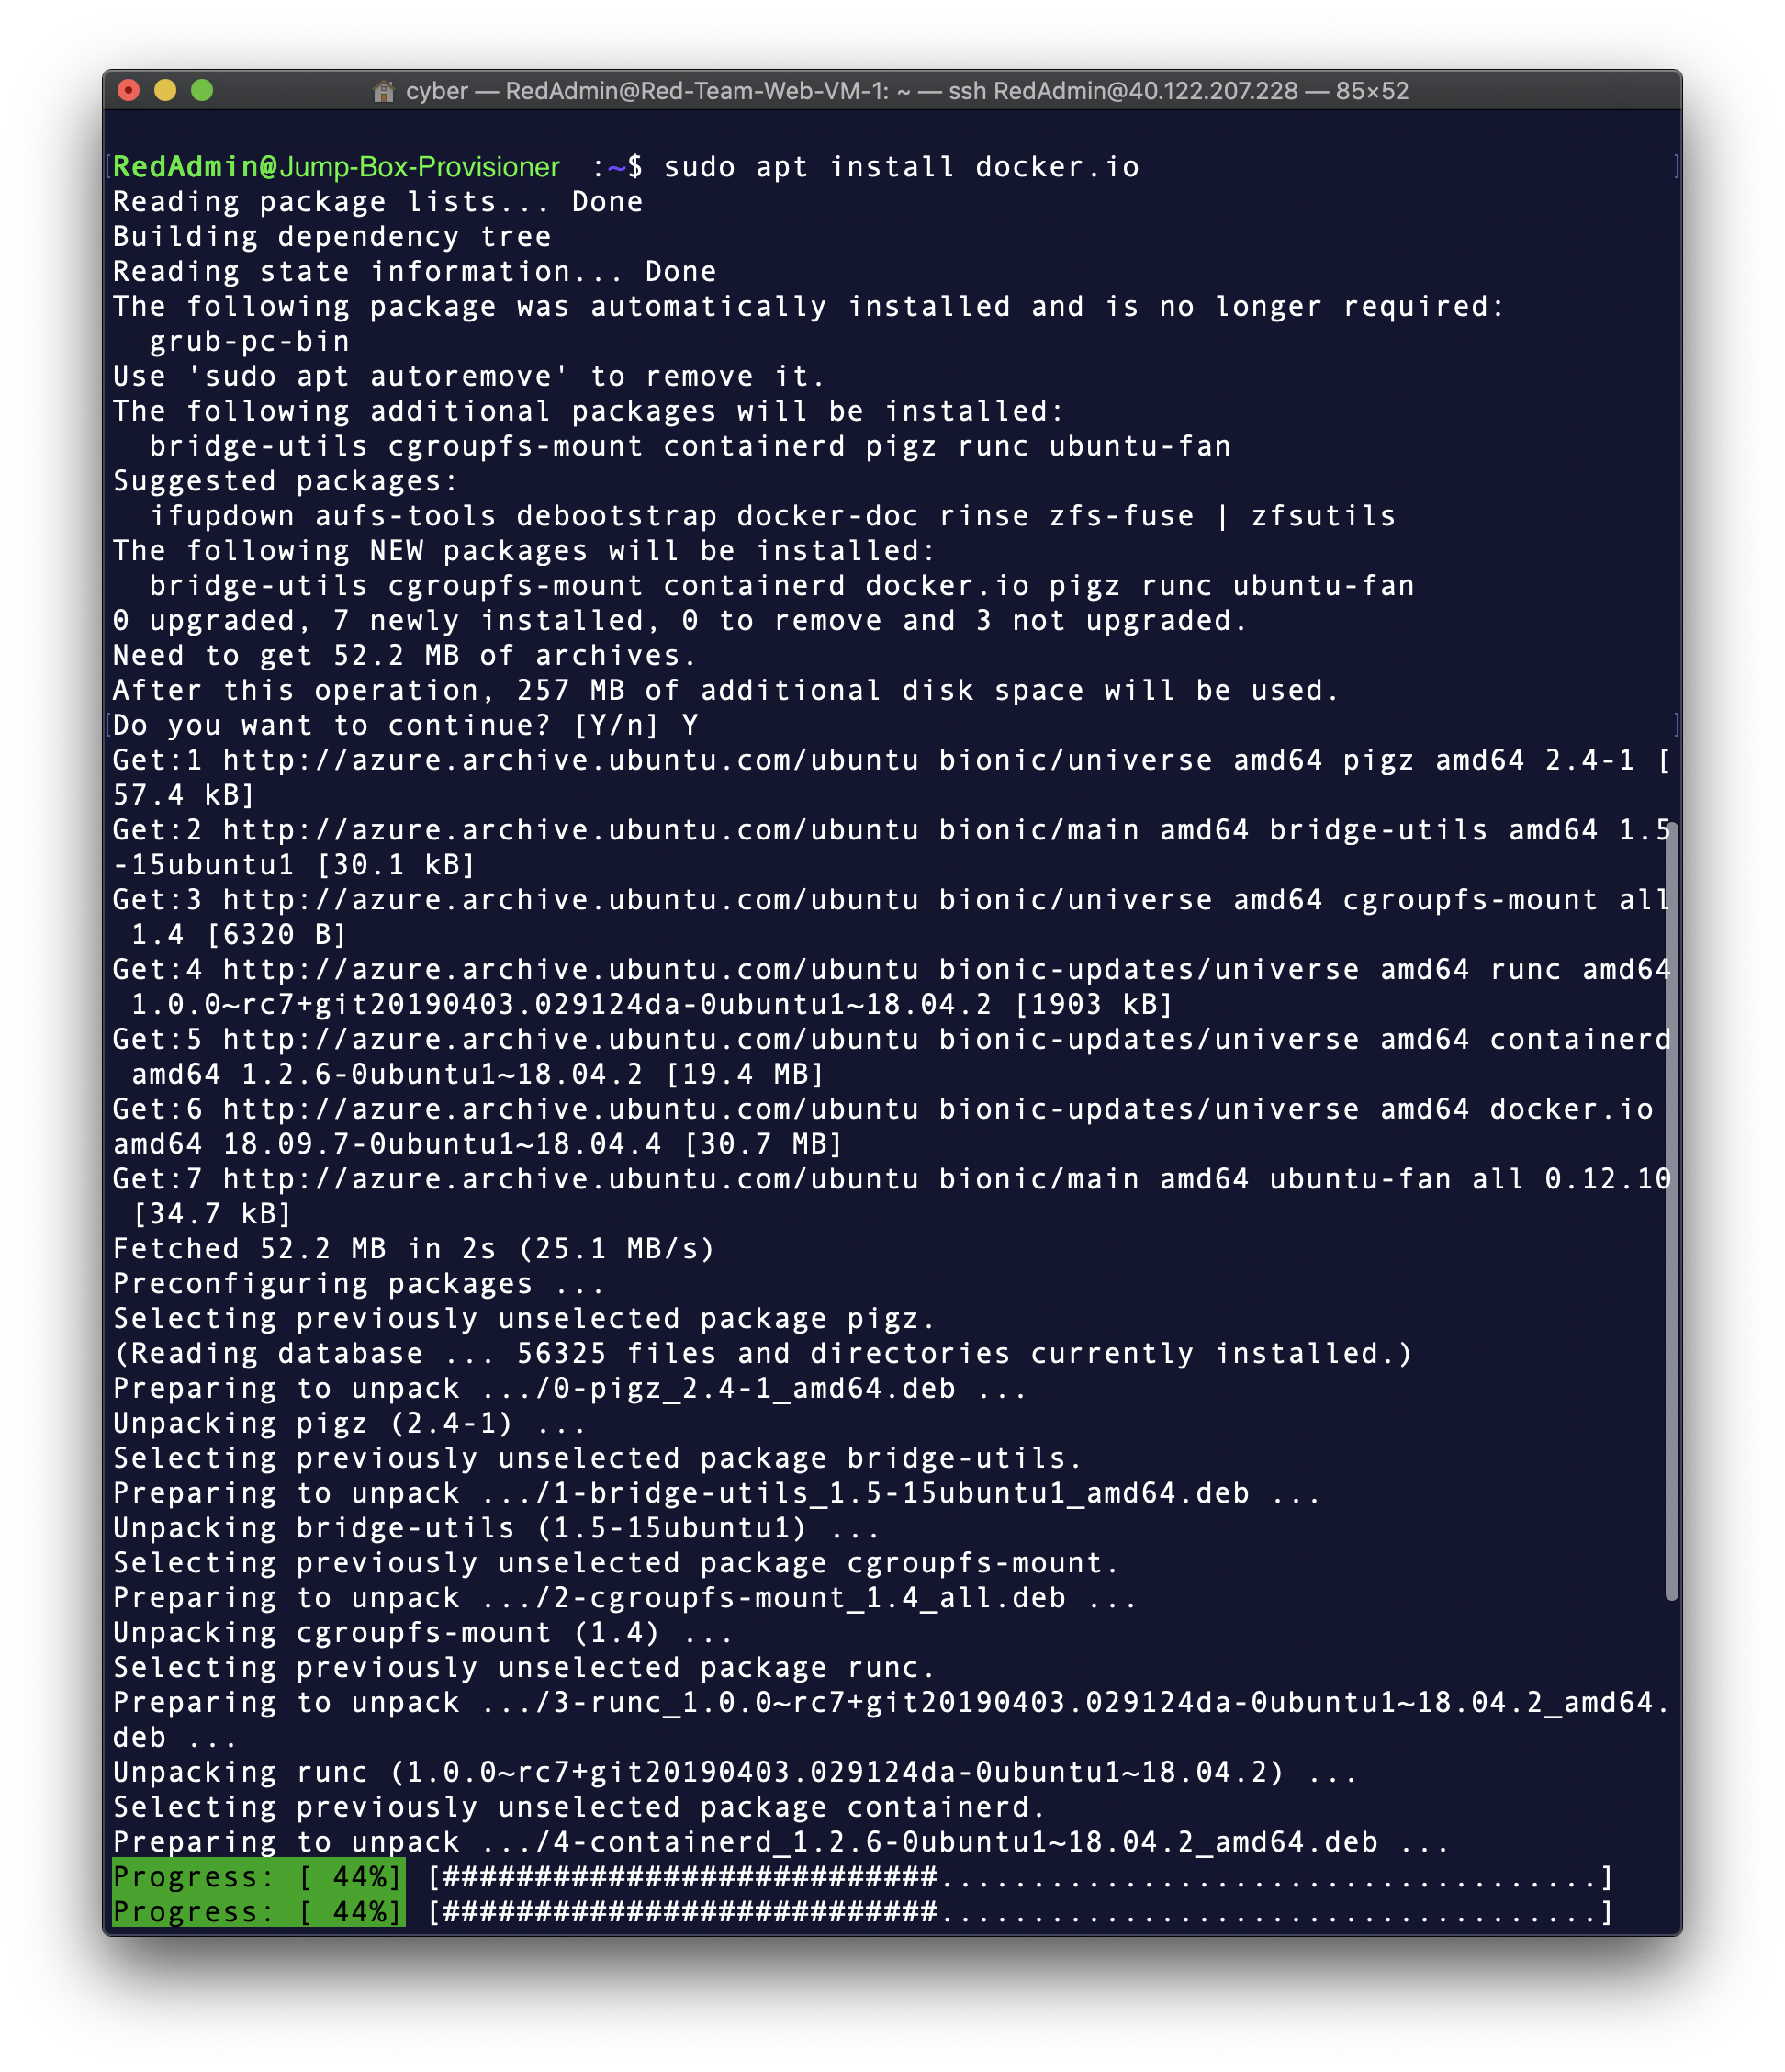 cyber — RedAdmin@Red-Team-Web-VM-1: ~ — ssh RedAdmin@40.122.207.228 — 85×52
[RedAdmin@Jump-Box-Provisioner :~$ sudo apt install docker.io ]
Reading package lists... Done
Building dependency tree
Reading state information... Done
The following package was automatically installed and is no longer required:
  grub-pc-bin
Use 'sudo apt autoremove' to remove it.
The following additional packages will be installed:
  bridge-utils cgroupfs-mount containerd pigz runc ubuntu-fan
Suggested packages:
  ifupdown aufs-tools debootstrap docker-doc rinse zfs-fuse | zfsutils
The following NEW packages will be installed:
  bridge-utils cgroupfs-mount containerd docker.io pigz runc ubuntu-fan
0 upgraded, 7 newly installed, 0 to remove and 3 not upgraded.
Need to get 52.2 MB of archives.
After this operation, 257 MB of additional disk space will be used.
[Do you want to continue? [Y/n] Y ]
Get:1 http://azure.archive.ubuntu.com/ubuntu bionic/universe amd64 pigz amd64 2.4-1 [
57.4 kB]
Get:2 http://azure.archive.ubuntu.com/ubuntu bionic/main amd64 bridge-utils amd64 1.5
-15ubuntu1 [30.1 kB]
Get:3 http://azure.archive.ubuntu.com/ubuntu bionic/universe amd64 cgroupfs-mount all
 1.4 [6320 B]
Get:4 http://azure.archive.ubuntu.com/ubuntu bionic-updates/universe amd64 runc amd64
 1.0.0~rc7+git20190403.029124da-0ubuntu1~18.04.2 [1903 kB]
Get:5 http://azure.archive.ubuntu.com/ubuntu bionic-updates/universe amd64 containerd
 amd64 1.2.6-0ubuntu1~18.04.2 [19.4 MB]
Get:6 http://azure.archive.ubuntu.com/ubuntu bionic-updates/universe amd64 docker.io
amd64 18.09.7-0ubuntu1~18.04.4 [30.7 MB]
Get:7 http://azure.archive.ubuntu.com/ubuntu bionic/main amd64 ubuntu-fan all 0.12.10
 [34.7 kB]
Fetched 52.2 MB in 2s (25.1 MB/s)
Preconfiguring packages ...
Selecting previously unselected package pigz.
(Reading database ... 56325 files and directories currently installed.)
Preparing to unpack .../0-pigz_2.4-1_amd64.deb ...
Unpacking pigz (2.4-1) ...
Selecting previously unselected package bridge-utils.
Preparing to unpack .../1-bridge-utils_1.5-15ubuntu1_amd64.deb ...
Unpacking bridge-utils (1.5-15ubuntu1) ...
Selecting previously unselected package cgroupfs-mount.
Preparing to unpack .../2-cgroupfs-mount_1.4_all.deb ...
Unpacking cgroupfs-mount (1.4) ...
Selecting previously unselected package runc.
Preparing to unpack .../3-runc_1.0.0~rc7+git20190403.029124da-0ubuntu1~18.04.2_amd64.
deb ...
Unpacking runc (1.0.0~rc7+git20190403.029124da-0ubuntu1~18.04.2) ...
Selecting previously unselected package containerd.
Preparing to unpack .../4-containerd_1.2.6-0ubuntu1~18.04.2_amd64.deb ...
Progress: [ 44%] [###########################....................................]
Progress: [ 44%] [###########################....................................]